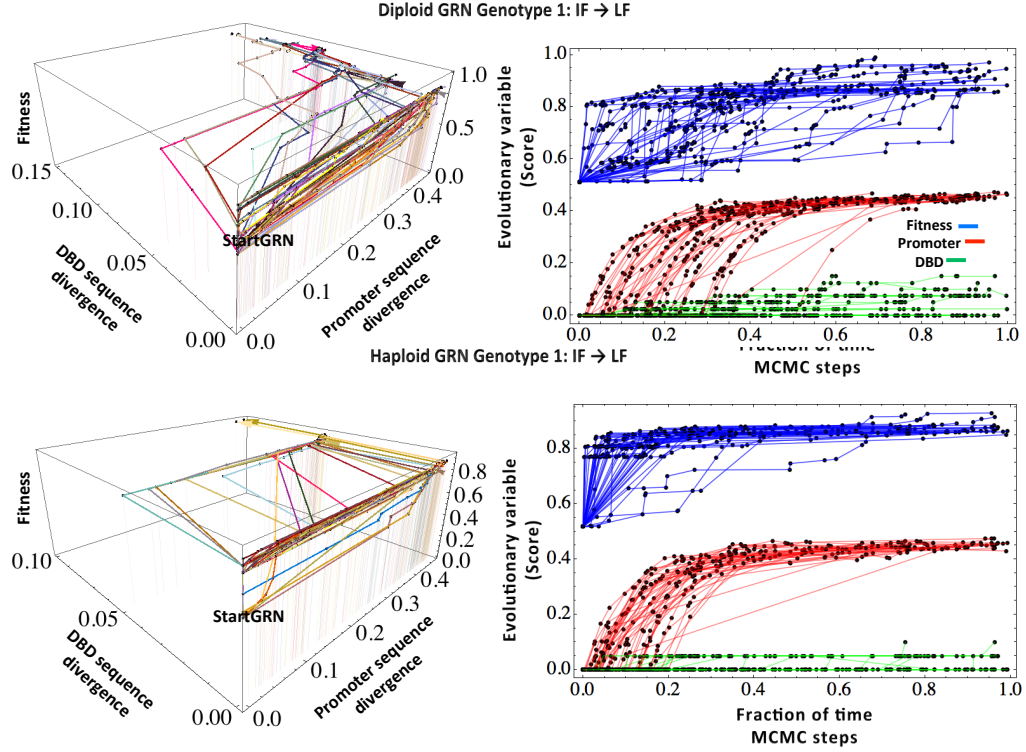 Diploid GRN Genotype 1: IF → LF
Fitness
0.15
0.10
0.05
0.00
DBD sequence
divergence
StartGRN
0.0
0.1
0.2
0.3
0.4
Promoter sequence
divergence
1.0
0.5
0.0
Evolutionary variable
(Score)
1.0
0.8
0.6
0.4
0.2
0.0
Fitness
Promoter
DBD
0.0
0.2
0.4
0.6
0.8
1.0
Fraction of time
MCMC steps
Haploid GRN Genotype 1: IF → LF
Fitness
0.10
0.05
0.00
DBD sequence
divergence
StartGRN
0.0
0.1
0.2
0.3
0.4
Promoter sequence
divergence
0.8
0.6
0.4
0.2
0.0
Evolutionary variable
(Score)
0.8
0.6
0.4
0.2
0.0
0.0
0.2
0.4
0.6
0.8
1.0
Fraction of time
MCMC steps